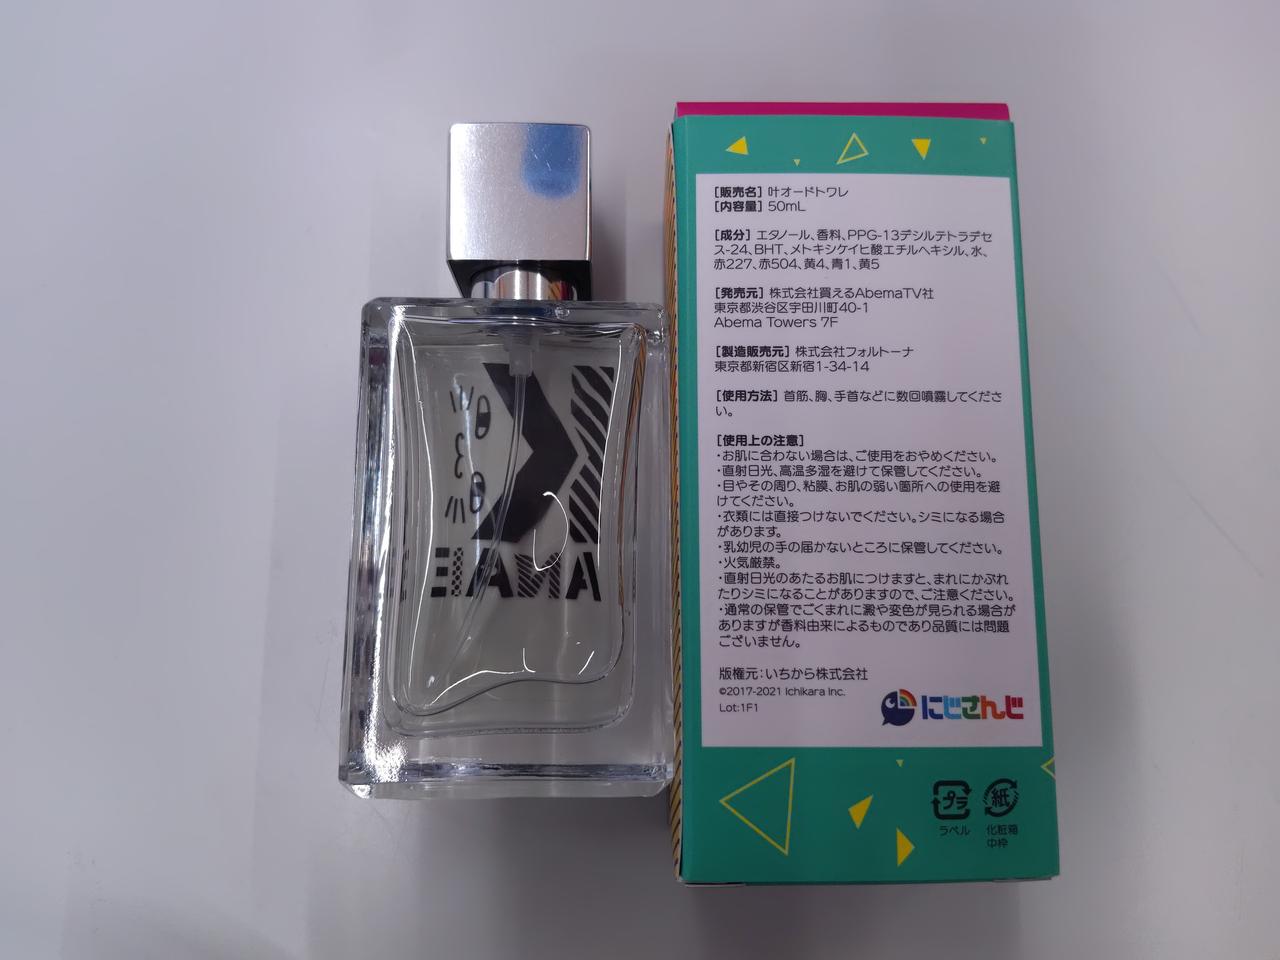 KANAE
[販売名] 叶オードトワレ
[内容量] 50mL
[成分] エタノール、香料、PPG-13デシルテトラデセ
ス-24、BHT、メトキシケイヒ酸エチルヘキシル、水、
赤227、赤504、黄4、青1、黄5
[発売元] 株式会社買えるAbemaTV社
東京都渋谷区宇田川町40-1
Abema Towers 7F
[製造販売元] 株式会社フォルトーナ
東京都新宿区新宿1-34-14
[使用方法] 首筋、胸、手首などに数回噴霧してくださ
い。
[使用上の注意]
・お肌に合わない場合は、ご使用をおやめください。
・直射日光、高温多湿を避けて保管してください。
・目やその周り、粘膜、お肌の弱い箇所への使用を避
けてください。
・衣類には直接つけないでください。シミになる場合
があります。
・乳幼児の手の届かないところに保管してください。
・火気厳禁。
・直射日光のあたるお肌につけますと、まれにかぶれ
たりシミになることがありますので、ご注意ください。
・通常の保管でごくまれに澱や変色が見られる場合が
ありますが香料由来によるものであり品質には問題
ございません。
版権元：いちから株式会社
©2017-2021 Ichikara Inc.
Lot:1F1
にじさんじ
プラ
ラベル
紙
化粧箱
中枠